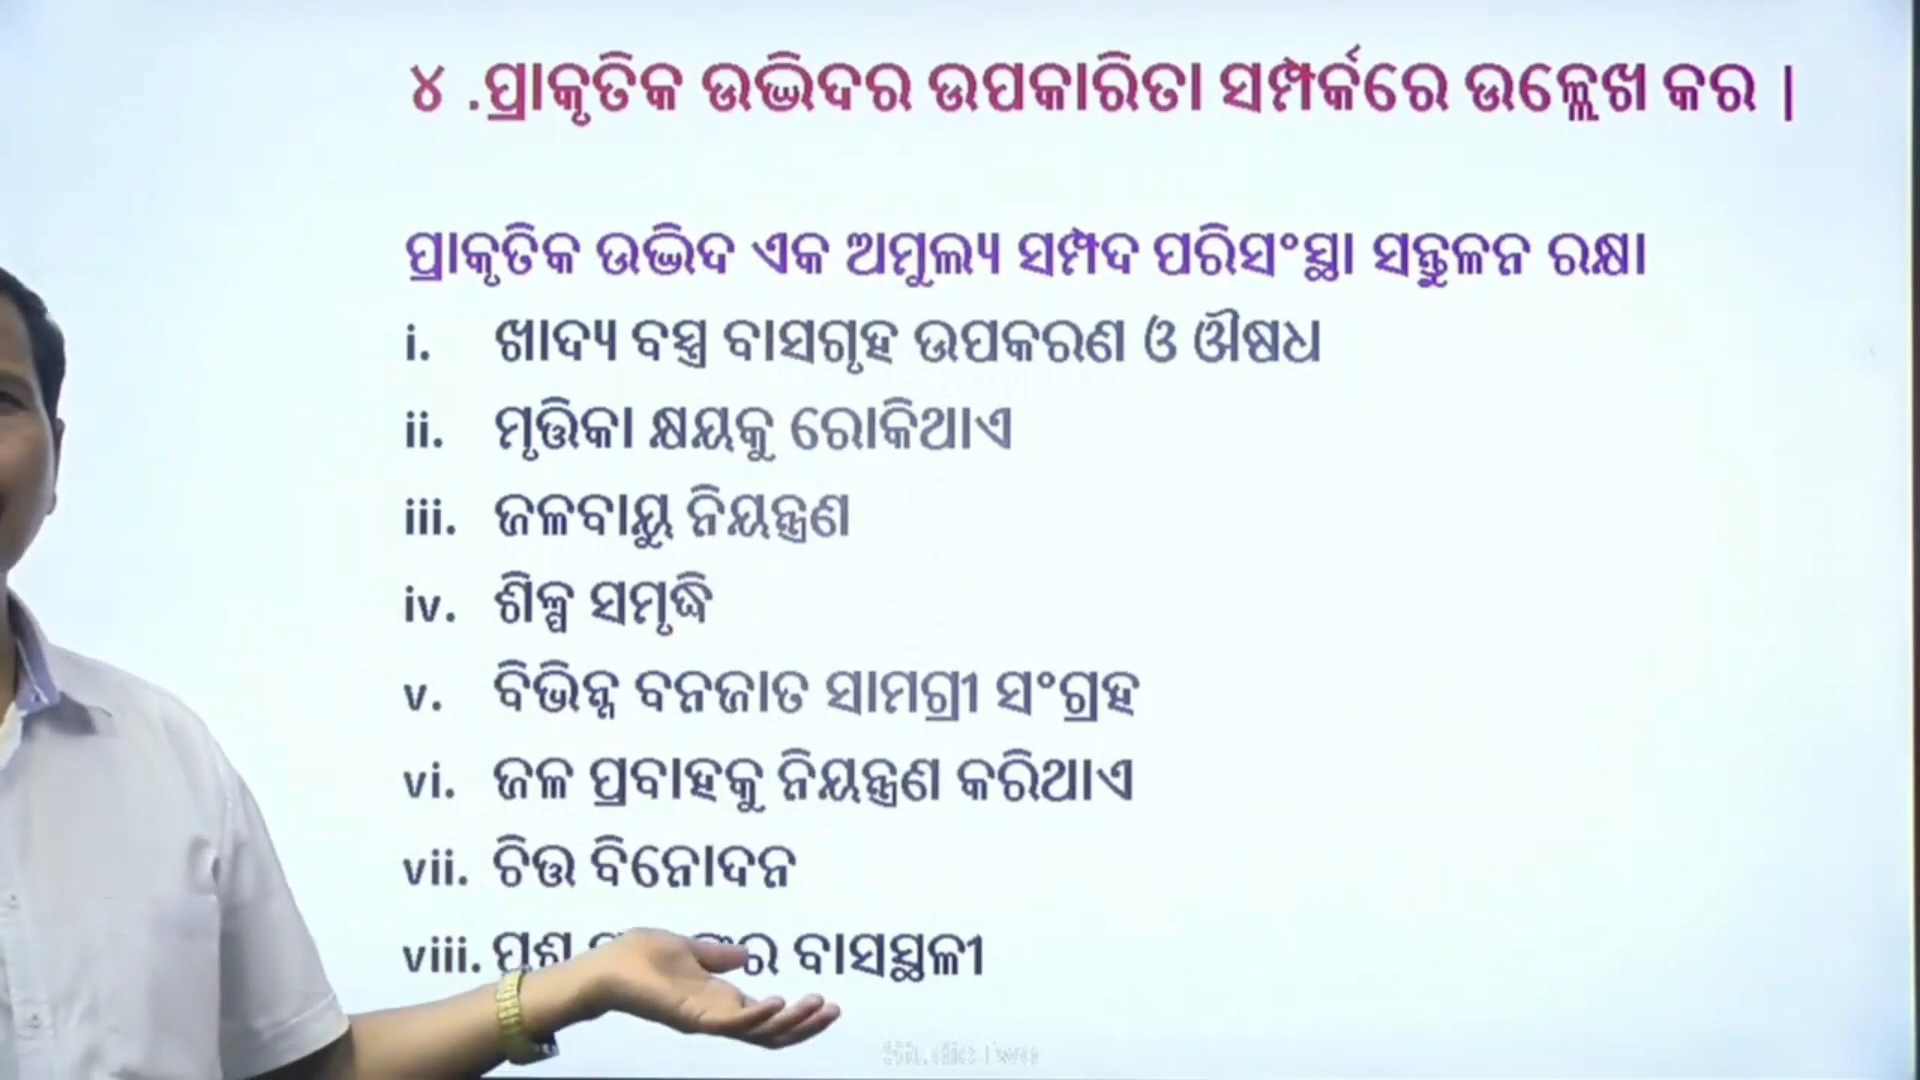 ୪ .ପ୍ରାକୃତିକ ଉଦ୍ଭିଦର ଉପକାରିତା ସମ୍ପର୍କରେ ଉଲ୍ଲେଖ କର |
ପ୍ରାକୃତିକ ଉଦ୍ଭିଦ ଏକ ଅମୁଲ୍ୟ ସମ୍ପଦ ପରିସଂସ୍ଥା ସନ୍ତୁଳନ ରକ୍ଷା
i. ଖାଦ୍ୟ ବସ୍ତ୍ର ବାସଗୃହ ଉପକରଣ ଓ ଔଷଧ
ii. ମୃତ୍ତିକା କ୍ଷୟକୁ ରୋକିଥାଏ
iii. ଜଳବାୟୁ ନିୟନ୍ତ୍ରଣ
iv. ଶିଳ୍ପ ସମୃଦ୍ଧି
v. ବିଭିନ୍ନ ବନଜାତ ସାମଗ୍ରୀ ସଂଗ୍ରହ
vi. ଜଳ ପ୍ରବାହକୁ ନିୟନ୍ତ୍ରଣ କରିଥାଏ
vii. ଚିତ୍ତ ବିନୋଦନ
viii. ପଶୁ ବାସସ୍ଥଳୀ